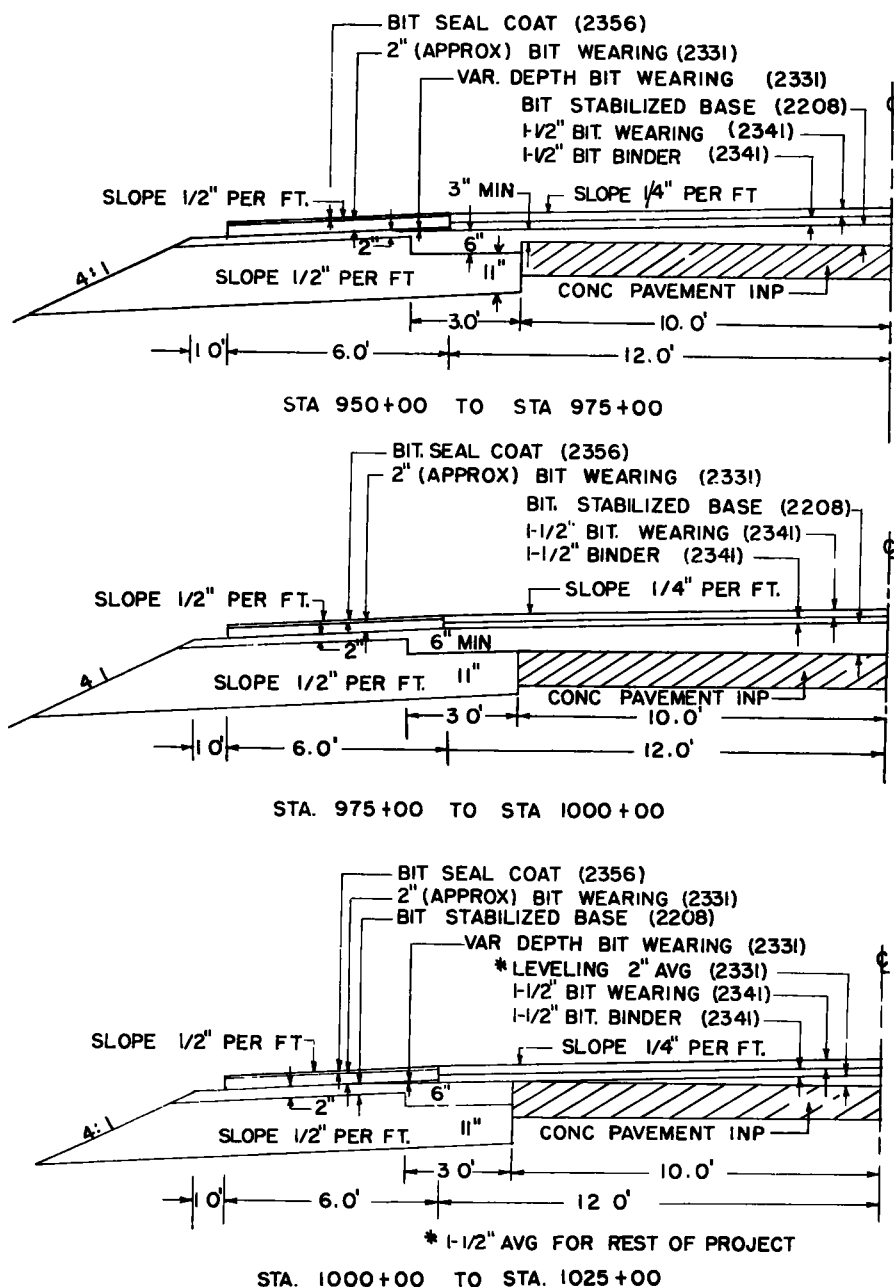 BIT SEAL COAT (2356)
2" (APPROX) BIT WEARING (2331)
VAR. DEPTH BIT WEARING (2331)
BIT STABILIZED BASE (2208)
1-1/2" BIT. WEARING (2341)
1-1/2" BIT BINDER (2341)
℄
SLOPE 1/2" PER FT.
3" MIN
SLOPE 1/4" PER FT
4:1
2"
6"
SLOPE 1/2" PER FT
11"
CONC PAVEMENT INP
3.0'
10.0'
1 0'
6.0'
12.0'
STA 950+00 TO STA 975+00
BIT. SEAL COAT (2356)
2" (APPROX) BIT WEARING (2331)
BIT. STABILIZED BASE (2208)
1-1/2" BIT. WEARING (2341)
1-1/2" BINDER (2341)
℄
SLOPE 1/2" PER FT.
SLOPE 1/4" PER FT.
4:1
2"
6" MIN
SLOPE 1/2" PER FT.
11"
CONC PAVEMENT INP
3 0'
10.0'
1 0'
6.0'
12.0'
STA. 975+00 TO STA 1000+00
BIT SEAL COAT (2356)
2" (APPROX) BIT WEARING (2331)
BIT STABILIZED BASE (2208)
VAR DEPTH BIT WEARING (2331)
* LEVELING 2" AVG (2331)
1-1/2" BIT WEARING (2341)
1-1/2" BIT. BINDER (2341)
℄
SLOPE 1/2" PER FT
SLOPE 1/4" PER FT.
4:1
2"
6"
SLOPE 1/2" PER FT.
11"
CONC PAVEMENT INP
3 0'
10.0'
1 0'
6.0'
12 0'
* 1-1/2" AVG FOR REST OF PROJECT
STA. 1000+00 TO STA. 1025+00